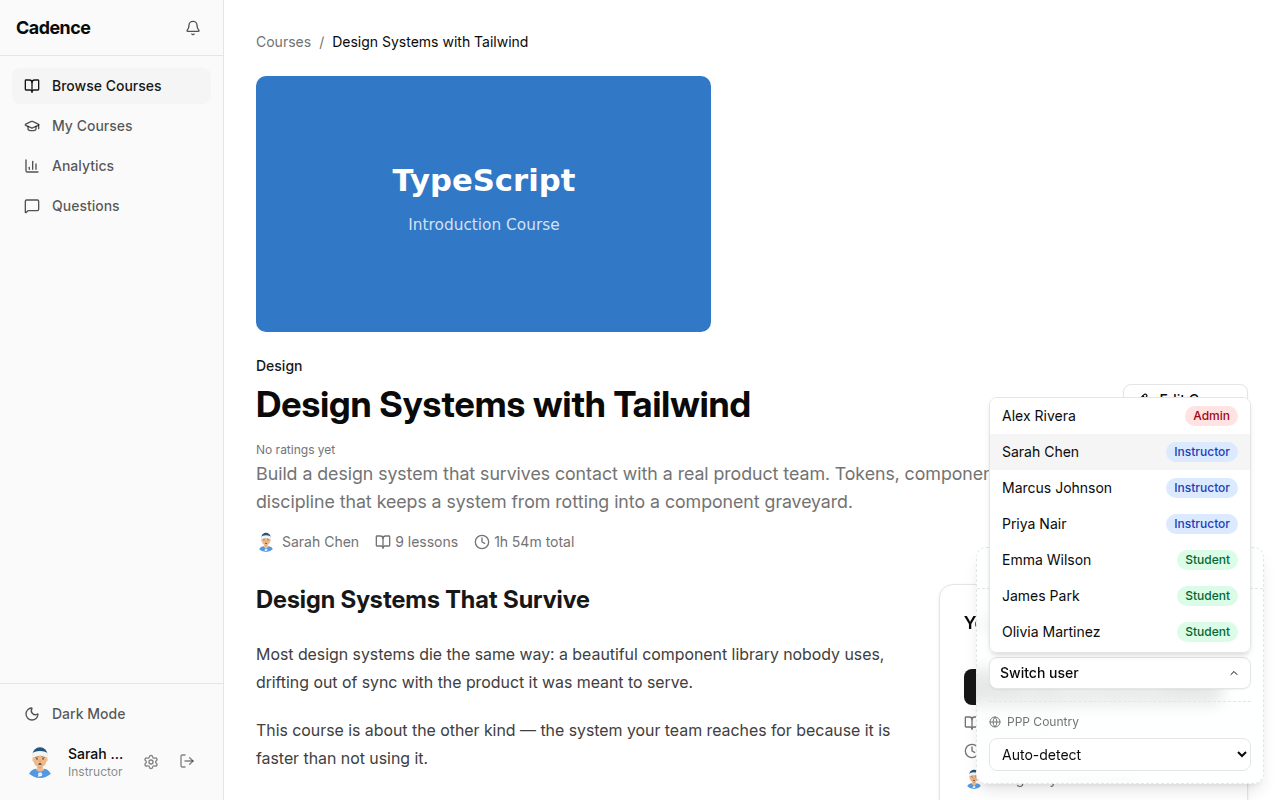 Cadence
Browse Courses
My Courses
Analytics
Questions
Dark Mode
Sarah ...
Instructor
Courses / Design Systems with Tailwind
TypeScript
Introduction Course
Design
Design Systems with Tailwind
No ratings yet
Build a design system that survives contact with a real product team. Tokens,
discipline that keeps a system from rotting into a component graveyard.
Sarah Chen 9 lessons 1h 54m total
Design Systems That Survive
Most design systems die the same way: a beautiful component library nobody uses,
drifting out of sync with the product it was meant to serve.
This course is about the other kind — the system your team reaches for because it is
faster than not using it.
Alex Rivera Admin
Sarah Chen Instructor
Marcus Johnson Instructor
Priya Nair Instructor
Emma Wilson Student
James Park Student
Olivia Martinez Student
Switch user
PPP Country
Auto-detect